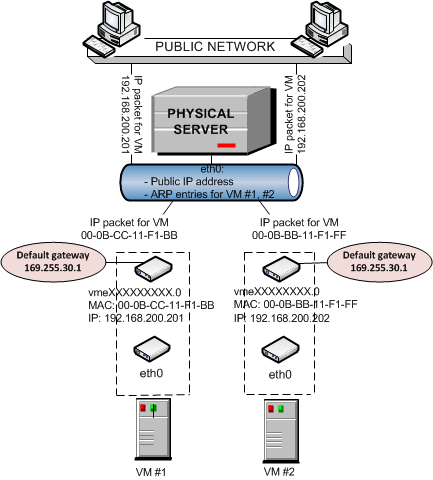 PUBLIC NETWORK
IP packet for VM
192.168.200.201
IP packet for VM
192.168.200.202
PHYSICAL
SERVER
eth0:
- Public IP address
- ARP entries for VM #1, #2
IP packet for VM
00-0B-CC-11-F1-BB
IP packet for VM
00-0B-BB-11-F1-FF
Default gateway
169.255.30.1
Default gateway
169.255.30.1
vmeXXXXXXXXX.0
MAC: 00-0B-CC-11-F1-BB
IP: 192.168.200.201
vmeXXXXXXXXX.0
MAC: 00-0B-BB-11-F1-FF
IP: 192.168.200.202
eth0
eth0
VM #1
VM #2